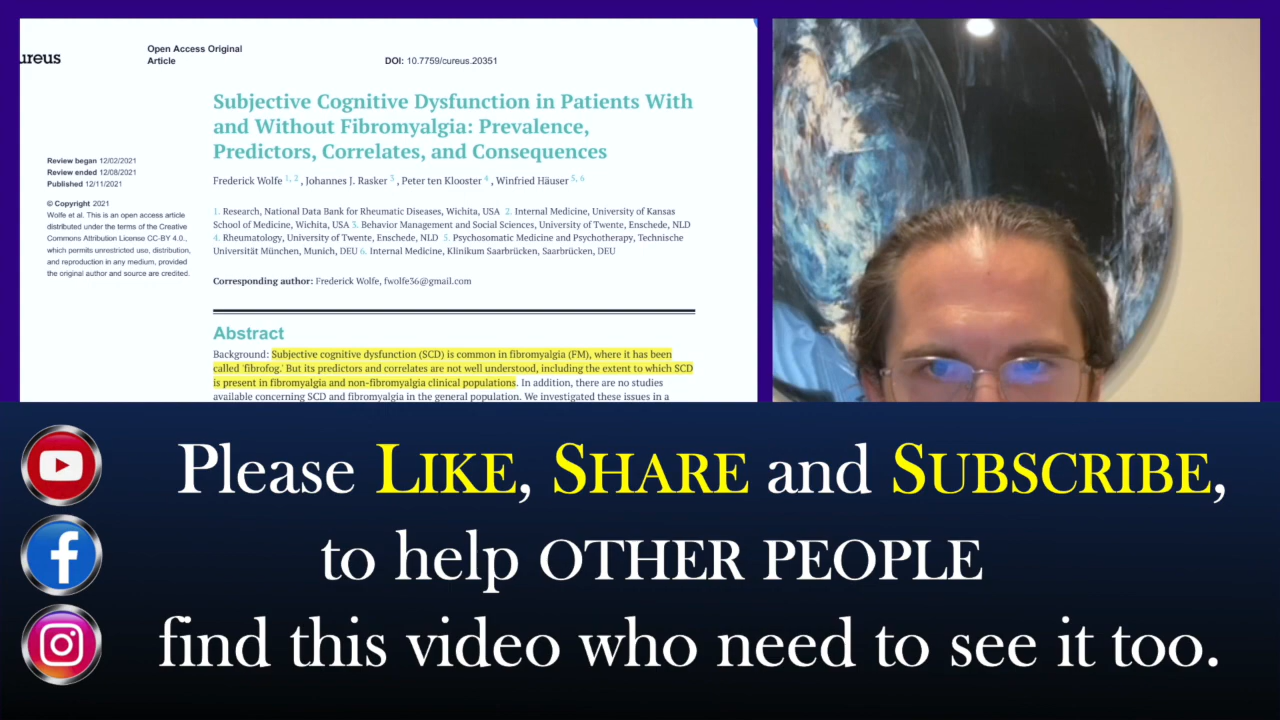 ureus
Open Access Original
Article
DOI: 10.7759/cureus.20351
Subjective Cognitive Dysfunction in Patients With
and Without Fibromyalgia: Prevalence,
Predictors, Correlates, and Consequences
Review began 12/02/2021
Review ended 12/08/2021
Published 12/11/2021
© Copyright 2021
Wolfe et al. This is an open access article
distributed under the terms of the Creative
Commons Attribution License CC-BY 4.0.,
which permits unrestricted use, distribution,
and reproduction in any medium, provided
the original author and source are credited.
Frederick Wolfe 1, 2 , Johannes J. Rasker 3 , Peter ten Klooster 4 , Winfried Häuser 5, 6
1. Research, National Data Bank for Rheumatic Diseases, Wichita, USA 2. Internal Medicine, University of Kansas
School of Medicine, Wichita, USA 3. Behavior Management and Social Sciences, University of Twente, Enschede, NLD
4. Rheumatology, University of Twente, Enschede, NLD 5. Psychosomatic Medicine and Psychotherapy, Technische
Universität München, Munich, DEU 6. Internal Medicine, Klinikum Saarbrücken, Saarbrücken, DEU
Corresponding author: Frederick Wolfe, fwolfe36@gmail.com
Abstract
Background: Subjective cognitive dysfunction (SCD) is common in fibromyalgia (FM), where it has been
called 'fibrofog.' But its predictors and correlates are not well understood, including the extent to which SCD
is present in fibromyalgia and non-fibromyalgia clinical populations. In addition, there are no studies
available concerning SCD and fibromyalgia in the general population. We investigated these issues in a
Please LIKE, SHARE and SUBSCRIBE,
to help OTHER PEOPLE
find this video who need to see it too.